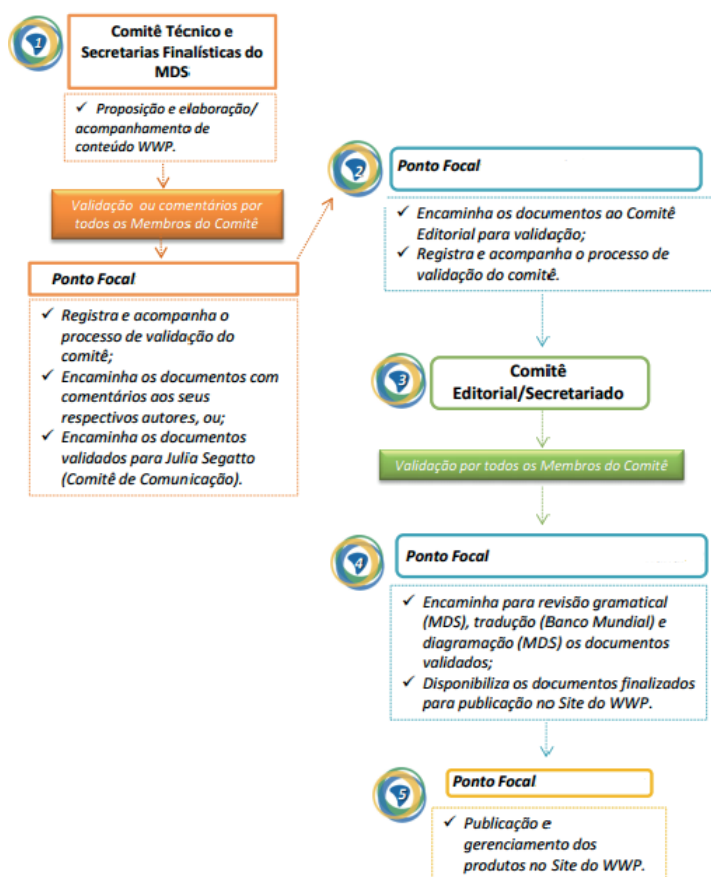 1
Comitê Técnico e
Secretarias Finalísticas do
MDS
✓ Proposição e elaboração/
acompanhamento de
conteúdo WWP.
Validação ou comentários por
todos os Membros do Comitê
Ponto Focal
✓ Registra e acompanha o
processo de validação do
comitê;
✓ Encaminha os documentos com
comentários aos seus
respectivos autores, ou;
✓ Encaminha os documentos
validados para Julia Segatto
(Comitê de Comunicação).
2
Ponto Focal
✓ Encaminha os documentos ao Comitê
Editorial para validação;
✓ Registra e acompanha o processo de
validação do comitê.
3
Comitê
Editorial/Secretariado
Validação por todos os Membros do Comitê
4
Ponto Focal
✓ Encaminha para revisão gramatical
(MDS), tradução (Banco Mundial) e
diagramação (MDS) os documentos
validados;
✓ Disponibiliza os documentos finalizados
para publicação no Site do WWP.
5
Ponto Focal
✓ Publicação e
gerenciamento dos
produtos no Site do WWP.